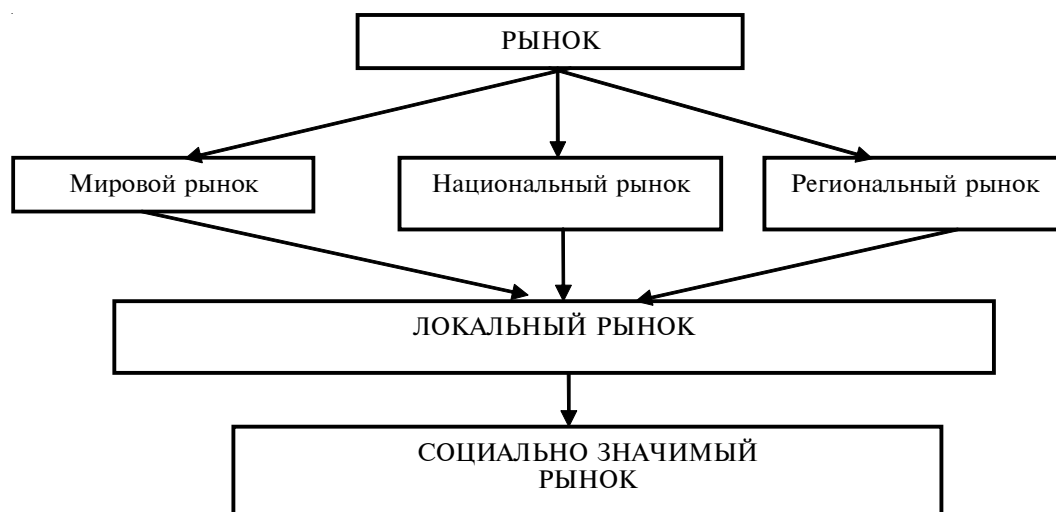 РЫНОК
Мировой рынок
Национальный рынок
Региональный рынок
ЛОКАЛЬНЫЙ РЫНОК
СОЦИАЛЬНО ЗНАЧИМЫЙ
РЫНОК